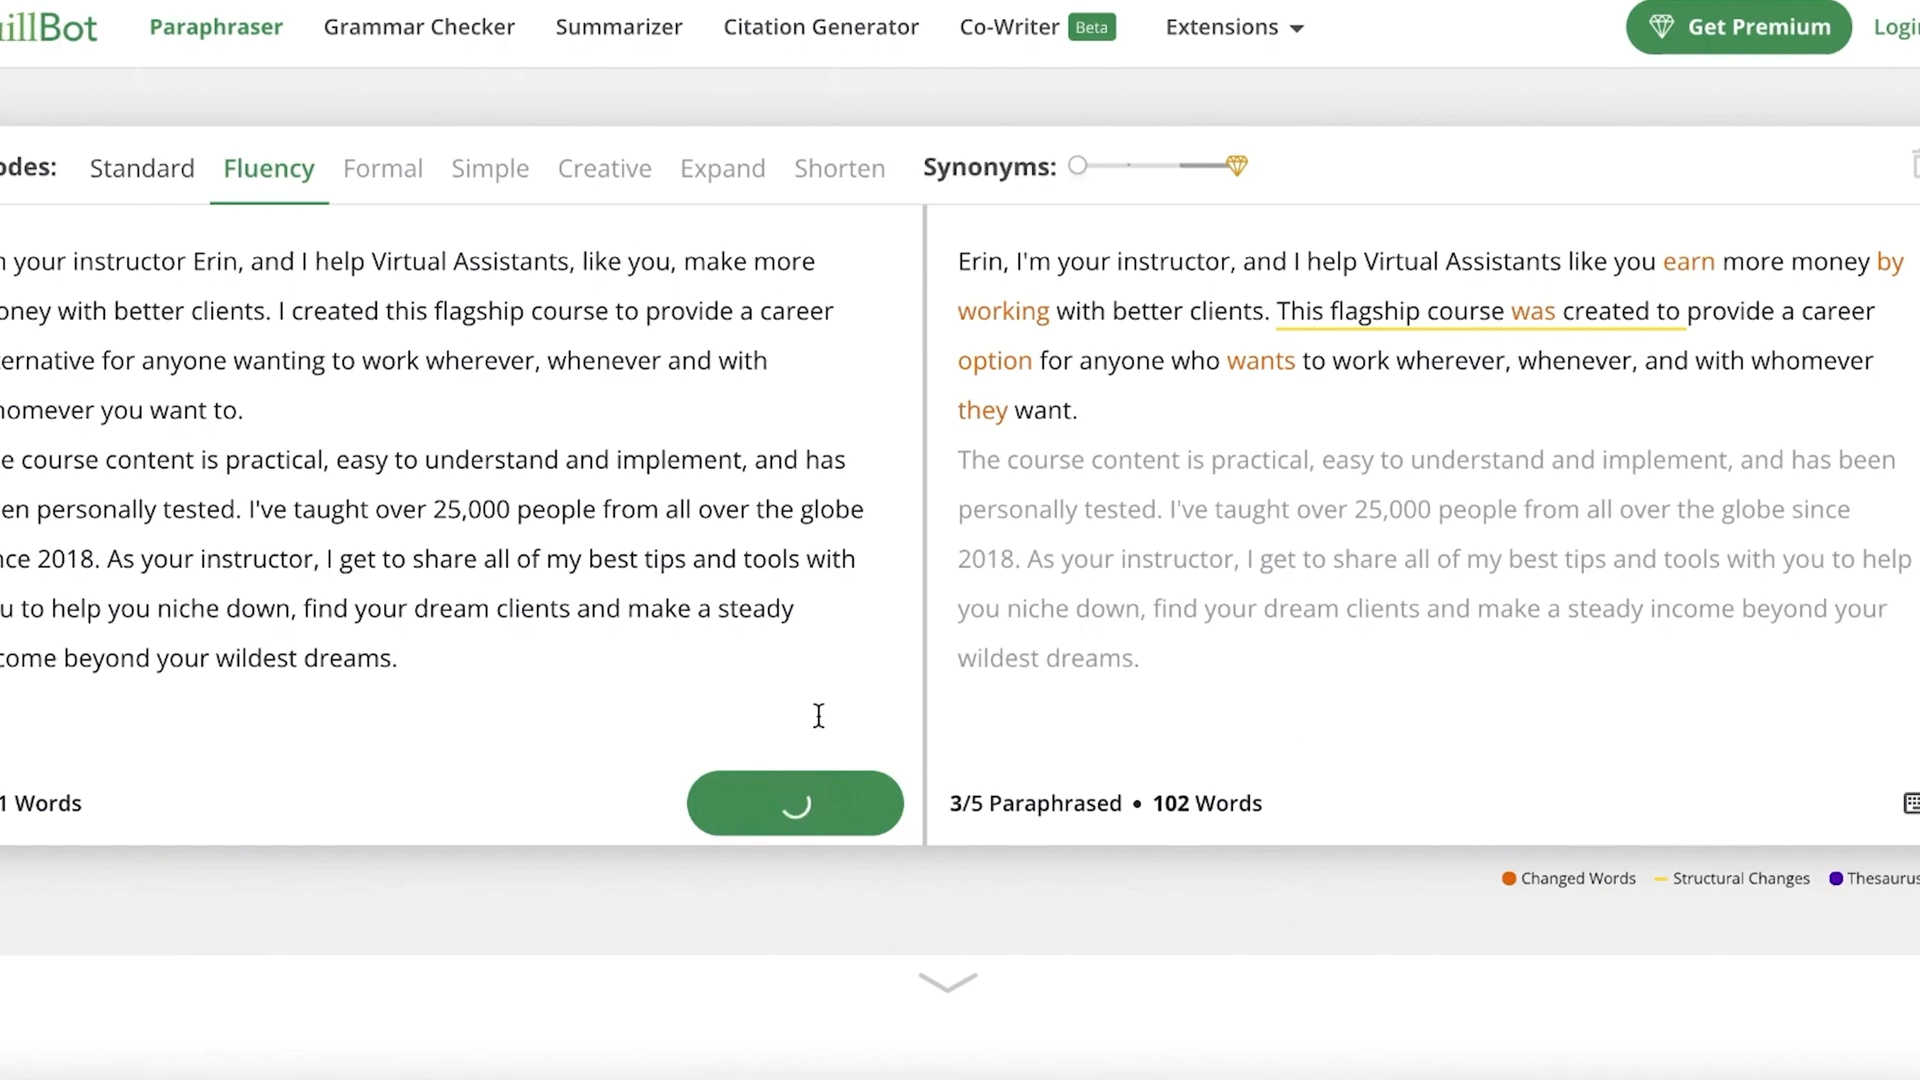 illBot Paraphraser Grammar Checker Summarizer Citation Generator Co-Writer Beta Extensions Get Premium Logi
odes: Standard Fluency Formal Simple Creative Expand Shorten Synonyms:
your instructor Erin, and I help Virtual Assistants, like you, make more
oney with better clients. I created this flagship course to provide a career
ernative for anyone wanting to work wherever, whenever and with
homever you want to.
e course content is practical, easy to understand and implement, and has
en personally tested. I've taught over 25,000 people from all over the globe
nce 2018. As your instructor, I get to share all of my best tips and tools with
u to help you niche down, find your dream clients and make a steady
come beyond your wildest dreams.
1 Words
Erin, I'm your instructor, and I help Virtual Assistants like you earn more money by
working with better clients. This flagship course was created to provide a career
option for anyone who wants to work wherever, whenever, and with whomever
they want.
The course content is practical, easy to understand and implement, and has been
personally tested. I've taught over 25,000 people from all over the globe since
2018. As your instructor, I get to share all of my best tips and tools with you to help
you niche down, find your dream clients and make a steady income beyond your
wildest dreams.
3/5 Paraphrased • 102 Words
Changed Words Structural Changes Thesaurus